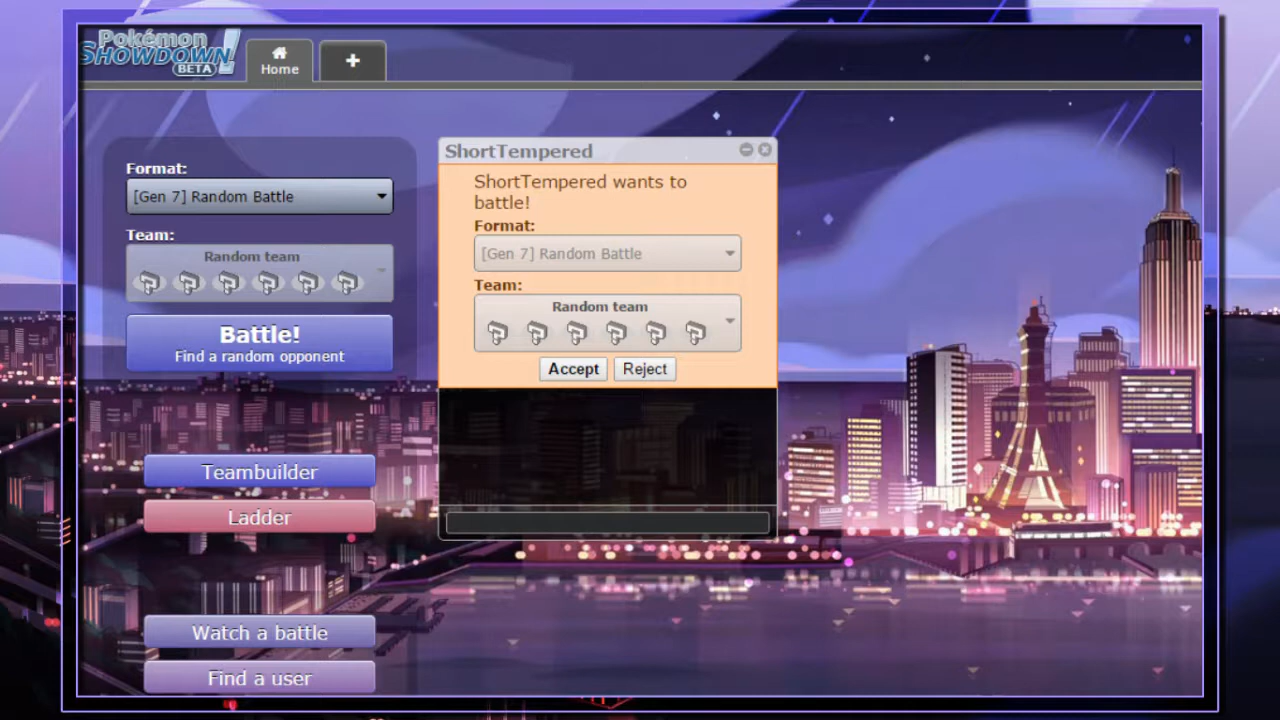 Pokémon
SHOWDOWN!
BETA
Home
Format:
[Gen 7] Random Battle
Team:
Random team
Battle!
Find a random opponent
Teambuilder
Ladder
Watch a battle
Find a user
ShortTempered
ShortTempered wants to
battle!
Format:
[Gen 7] Random Battle
Team:
Random team
Accept
Reject